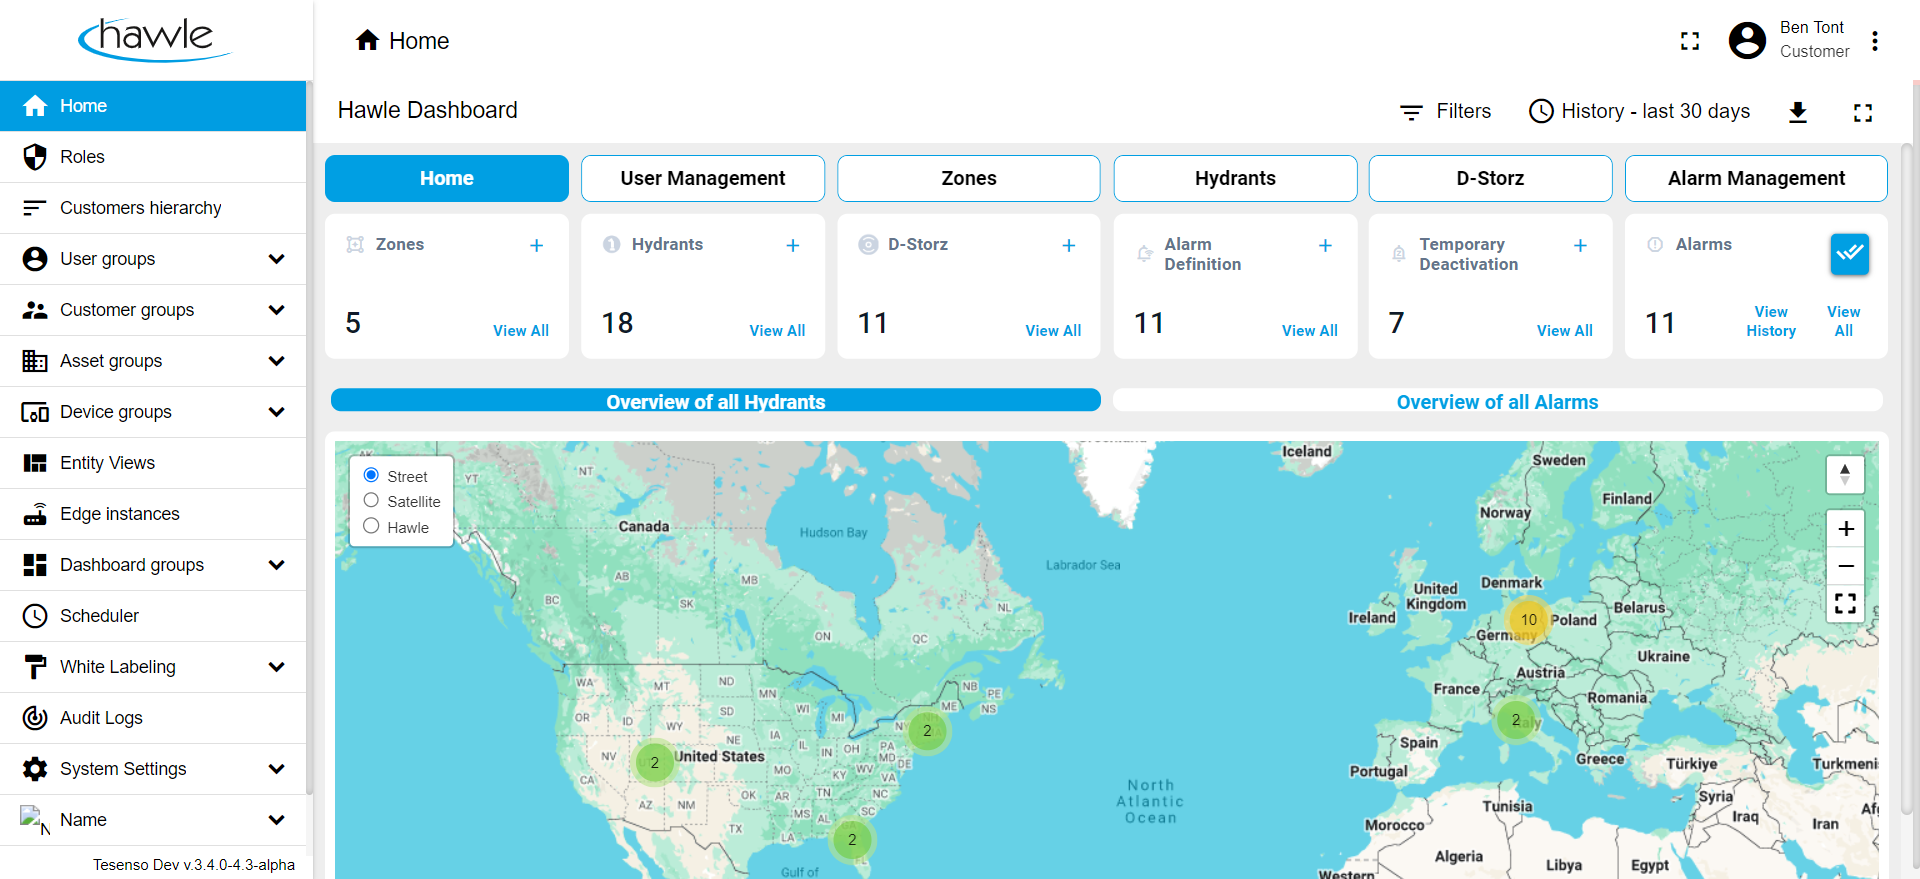 hawle
Home
Ben Tont
Customer
Home
Roles
Customers hierarchy
User groups
Customer groups
Asset groups
Device groups
Entity Views
Edge instances
Dashboard groups
Scheduler
White Labeling
Audit Logs
System Settings
Name
Tesenso Dev v.3.4.0-4.3-alpha
Hawle Dashboard
Filters
History - last 30 days
Home
User Management
Zones
Hydrants
D-Storz
Alarm Management
Zones
5
View All
Hydrants
18
View All
D-Storz
11
View All
Alarm
Definition
11
View All
Temporary
Deactivation
7
View All
Alarms
11
View
History
View
All
Overview of all Hydrants
Overview of all Alarms
Street
Satellite
Hawle
YT
NT
Canada
Hudson Bay
Labrador Sea
Iceland
Sweden
Finland
Norway
AB
MB
BC
SK
NL
ON
QC
United
Kingdom
Denmark
Ireland
10
Poland
Belarus
Germany
Ukraine
Austria
France
Romania
WA
MT
ND
MN
NB
PE
ME
NS
OR
ID
SD
WI
MI
WY
2
2
NV
2
United States
NE
IA
IL
IN
OH
PA
MD
DE
CA
MO
KY
WV
VA
Spain
Portugal
Greece
Türkiye
Turkmeni
AZ
NM
OK
AR
TN
NC
SC
MS
AL
TX
LA
2
FL
Gulf of
North
Atlantic
Ocean
Tunisia
Morocco
Syria
Iraq
Iran
Af
Algeria
Libya
Egypt
Western